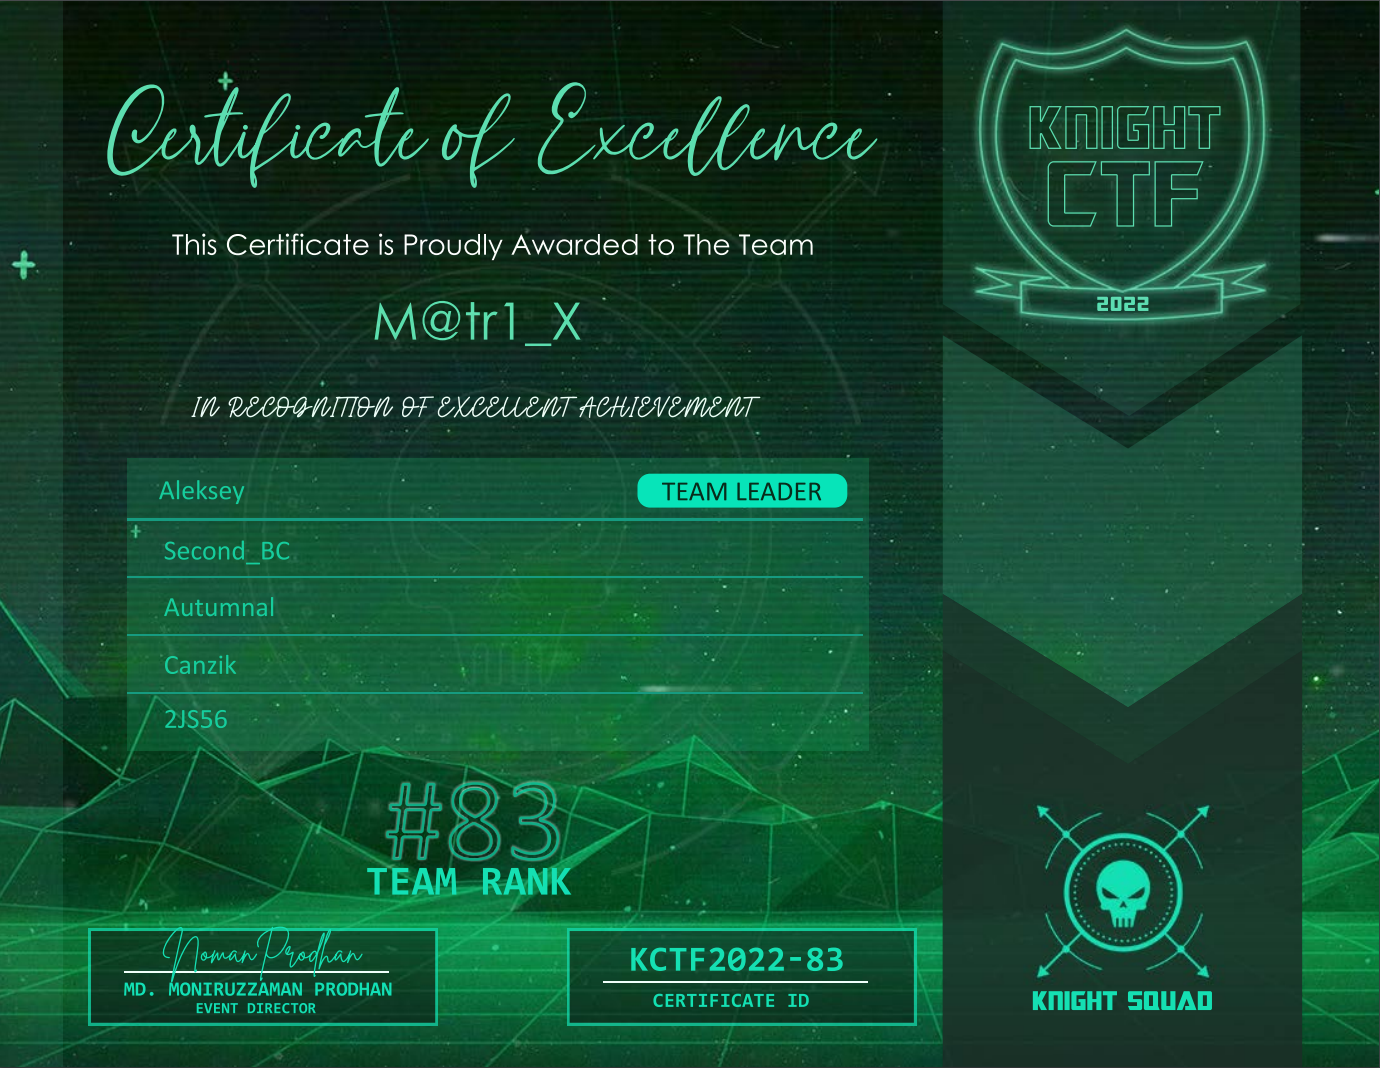 Certificate of Excellence
This Certificate is Proudly Awarded to The Team
M@tr1_X
IN RECOGNITION OF EXCELLENT ACHIEVEMENT
Aleksey
TEAM LEADER
Second_BC
Autumnal
Canzik
2JS56
#83
TEAM RANK
Noman Prodhan
MD. MONIRUZZAMAN PRODHAN
EVENT DIRECTOR
KCTF2022-83
CERTIFICATE ID
KNIGHT
CTF
2022
KNIGHT SQUAD